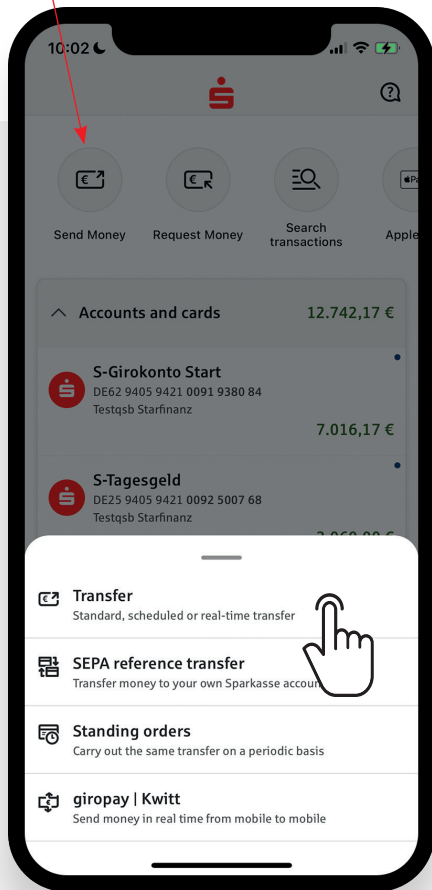 10:02
Send Money
Request Money
Search
transactions
Apple
Accounts and cards 12.742,17 €
S-Girokonto Start
DE62 9405 9421 0091 9380 84
Testqsb Starfinanz
7.016,17 €
S-Tagesgeld
DE25 9405 9421 0092 5007 68
Testqsb Starfinanz
Transfer
Standard, scheduled or real-time transfer
SEPA reference transfer
Transfer money to your own Sparkasse accoun
Standing orders
Carry out the same transfer on a periodic basis
giropay | Kwitt
Send money in real time from mobile to mobile